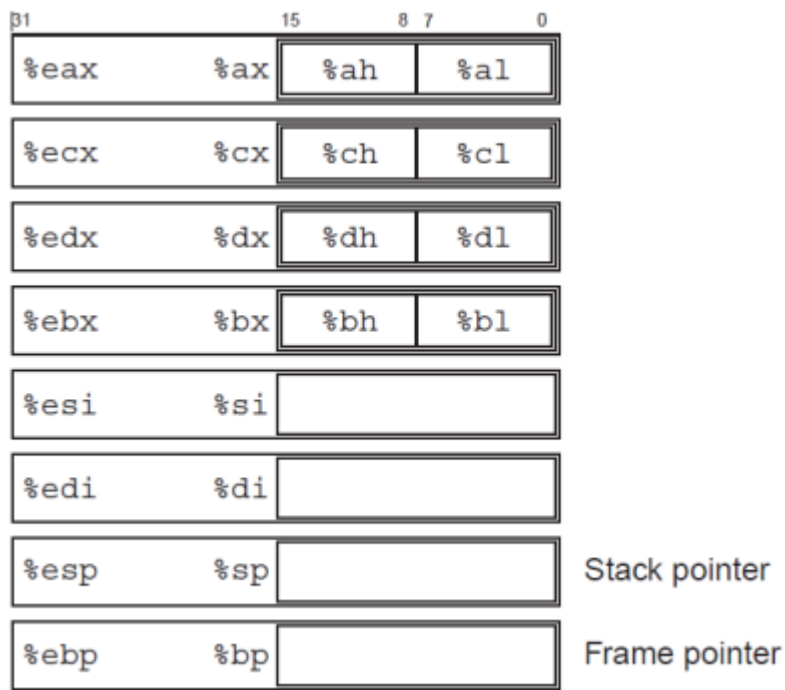 31 15 8 7 0
%eax %ax %ah %al
%ecx %cx %ch %cl
%edx %dx %dh %dl
%ebx %bx %bh %bl
%esi %si
%edi %di
%esp %sp Stack pointer
%ebp %bp Frame pointer